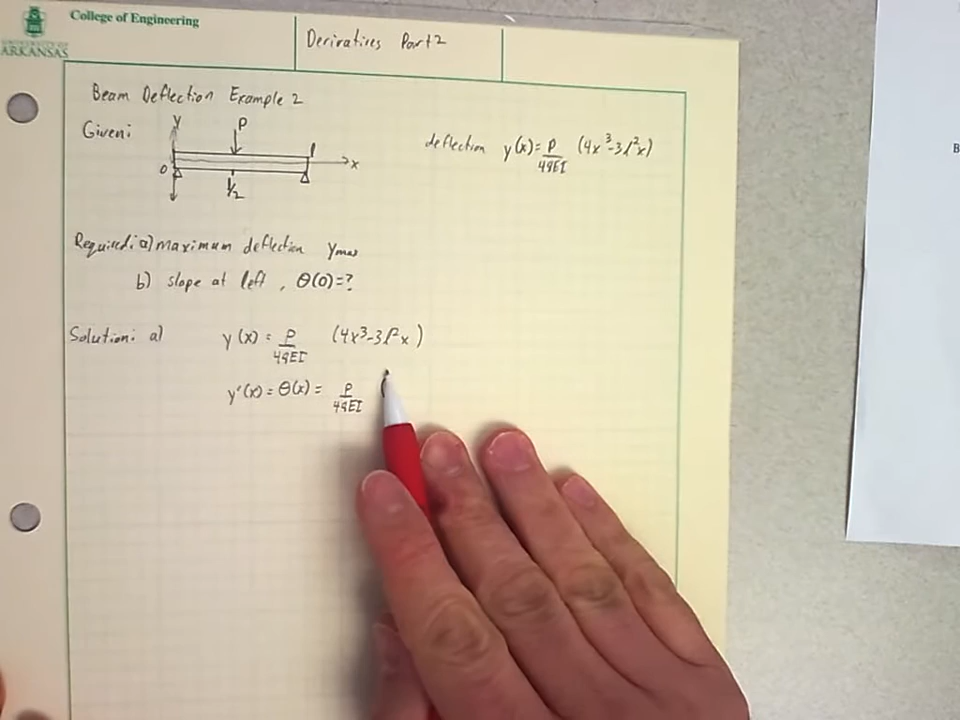 College of Engineering
UNIVERSITY OF
ARKANSAS
Derivatives Part 2
Beam Deflection Example 2
Given:
y
P
l
0
x
l/2
deflection y(x) = P/48EI (4x³-3l²x)
B
Required: a) maximum deflection ymax
b) slope at left, θ(0)=?
Solution: a) y(x) = P/48EI (4x³-3l²x)
y'(x) = θ(x) = P/48EI (